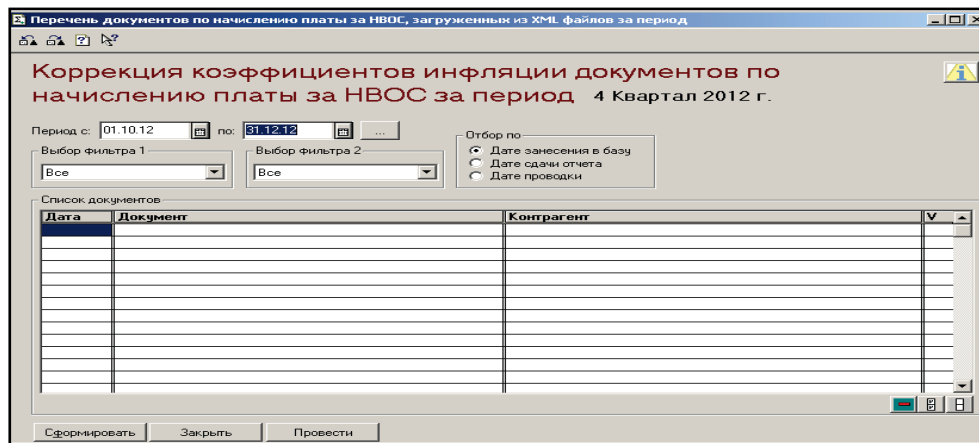 Перечень документов по начислению платы за НВОС, загруженных из XML файлов за период
Коррекция коэффициентов инфляции документов по
начислению платы за НВОС за период 4 Квартал 2012 г.
Период с: 01.10.12 по: 31.12.12 ...
Отбор по
Выбор фильтра 1 Выбор фильтра 2
Дате занесения в базу
Дате сдачи отчета
Все Все
Дате проводки
Список документов
Дата Документ Контрагент V
Сформировать Закрыть Провести